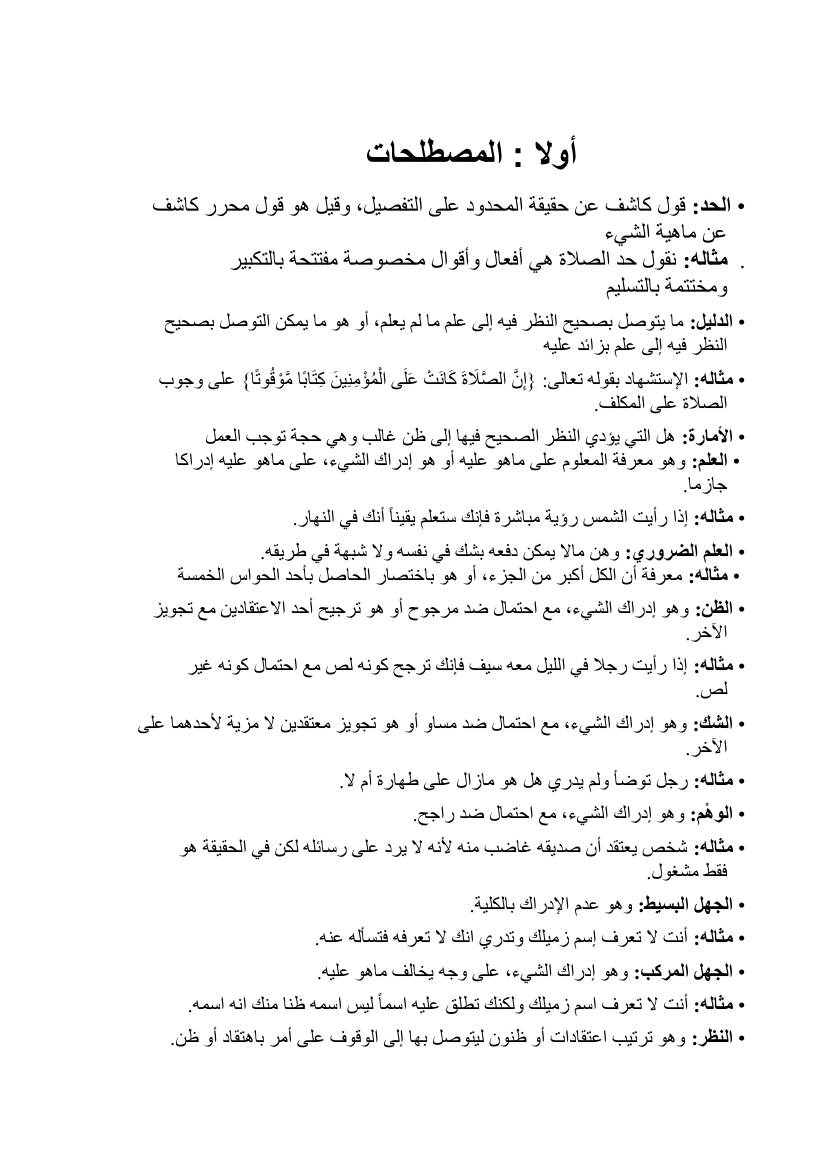 أولا : المصطلحات
• الحد: قول كاشف عن حقيقة المحدود على التفصيل، وقيل هو قول محرر كاشف
عن ماهية الشيء
. مثاله: نقول حد الصلاة هي أفعال وأقوال مخصوصة مفتتحة بالتكبير
ومختتمة بالتسليم
• الدليل: ما يتوصل بصحيح النظر فيه إلى علم ما لم يعلم، أو هو ما يمكن التوصل بصحيح
النظر فيه إلى علم بزائد عليه
• مثاله: الإستشهاد بقوله تعالى: {إِنَّ الصَّلَاةَ كَانَتْ عَلَى الْمُؤْمِنِينَ كِتَابًا مَّوْقُوتًا} على وجوب
الصلاة على المكلف.
• الأمارة: هل التي يؤدي النظر الصحيح فيها إلى ظن غالب وهي حجة توجب العمل
• العلم: وهو معرفة المعلوم على ماهو عليه أو هو إدراك الشيء، على ماهو عليه إدراكا
جازما.
• مثاله: إذا رأيت الشمس رؤية مباشرة فإنك ستعلم يقيناً أنك في النهار.
• العلم الضروري: وهن مالا يمكن دفعه بشك في نفسه ولا شبهة في طريقه.
• مثاله: معرفة أن الكل أكبر من الجزء، أو هو باختصار الحاصل بأحد الحواس الخمسة
• الظن: وهو إدراك الشيء، مع احتمال ضد مرجوح أو هو ترجيح أحد الاعتقادين مع تجويز
الآخر.
• مثاله: إذا رأيت رجلا في الليل معه سيف فإنك ترجح كونه لص مع احتمال كونه غير
لص.
• الشك: وهو إدراك الشيء، مع احتمال ضد مساو أو هو تجويز معتقدين لا مزية لأحدهما على
الآخر.
• مثاله: رجل توضأ ولم يدري هل هو مازال على طهارة أم لا.
• الوهْم: وهو إدراك الشيء، مع احتمال ضد راجح.
• مثاله: شخص يعتقد أن صديقه غاضب منه لأنه لا يرد على رسائله لكن في الحقيقة هو
فقط مشغول.
• الجهل البسيط: وهو عدم الإدراك بالكلية.
• مثاله: أنت لا تعرف إسم زميلك وتدري انك لا تعرفه فتسأله عنه.
• الجهل المركب: وهو إدراك الشيء، على وجه يخالف ماهو عليه.
• مثاله: أنت لا تعرف اسم زميلك ولكنك تطلق عليه اسماً ليس اسمه ظنا منك انه اسمه.
• النظر: وهو ترتيب اعتقادات أو ظنون ليتوصل بها إلى الوقوف على أمر باهتقاد أو ظن.